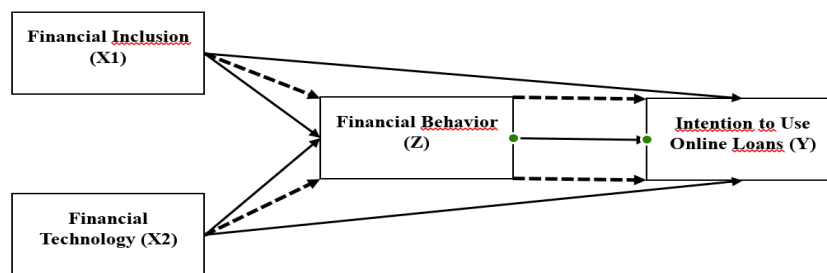 Financial Inclusion
(X1)
Financial Behavior
(Z)
Intention to Use
Online Loans (Y)
Financial
Technology (X2)